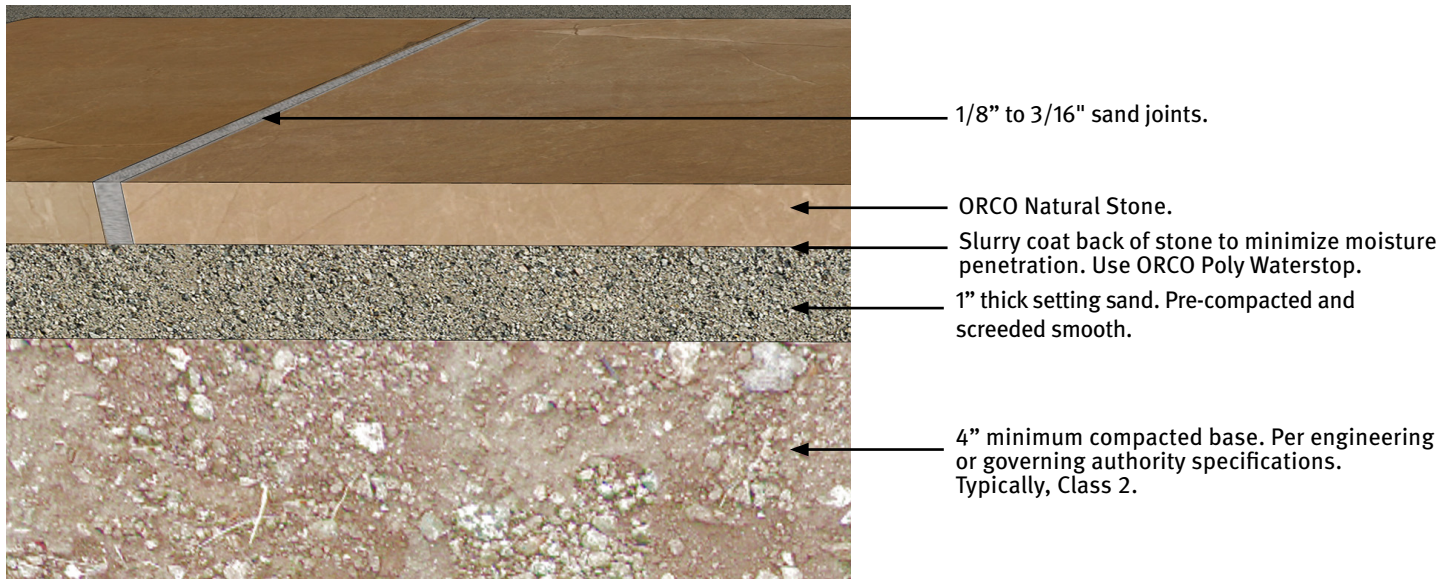 1/8” to 3/16" sand joints.
ORCO Natural Stone.
Slurry coat back of stone to minimize moisture
penetration. Use ORCO Poly Waterstop.
1” thick setting sand. Pre-compacted and
screeded smooth.
4” minimum compacted base. Per engineering
or governing authority specifications.
Typically, Class 2.